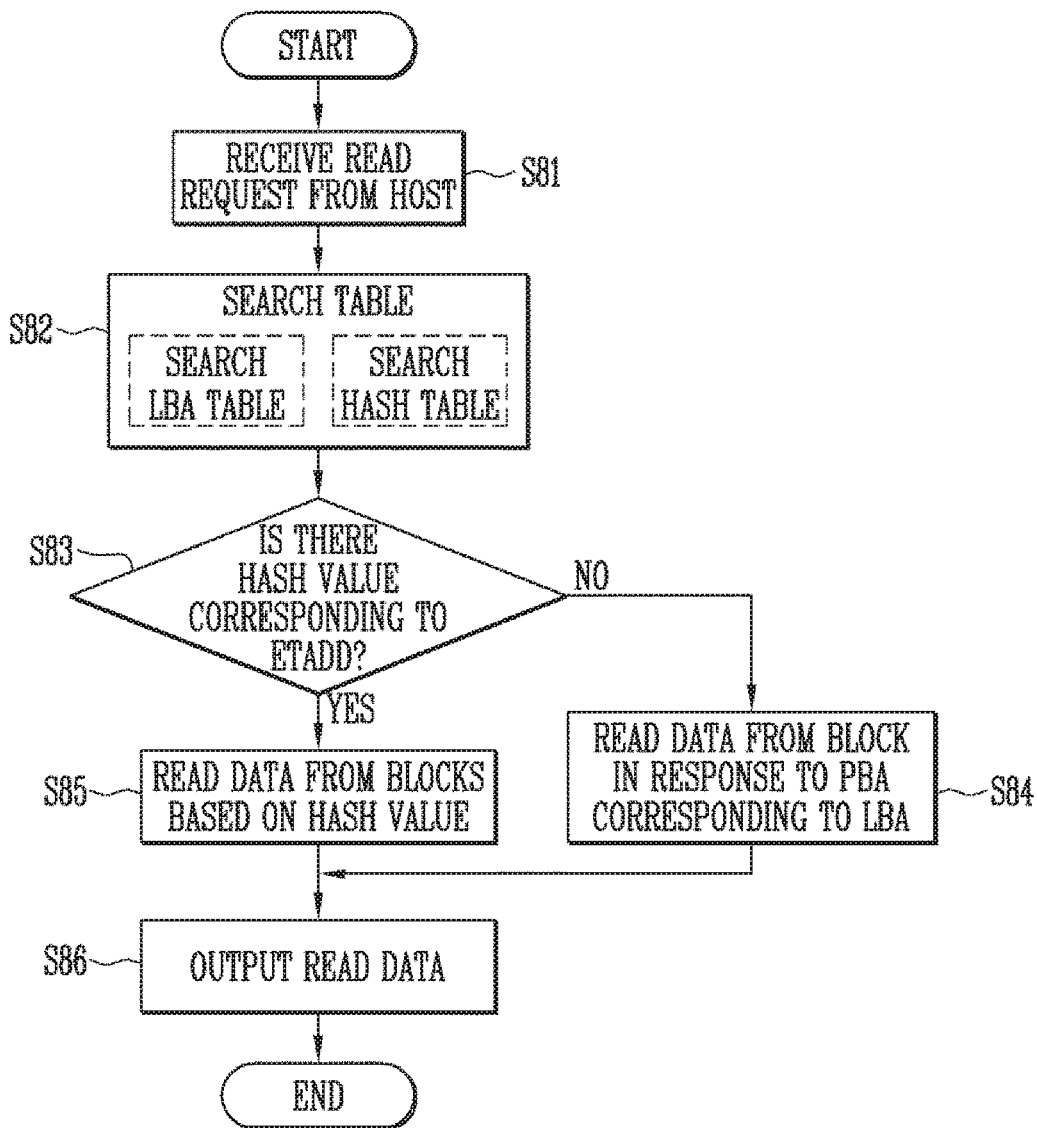 START
RECEIVE READ
REQUEST FROM HOST
S81
SEARCH TABLE
S82
SEARCH
LBA TABLE
SEARCH
HASH TABLE
S83
IS THERE
HASH VALUE
CORRESPONDING TO
ETADD?
NO
YES
S85
READ DATA FROM BLOCKS
BASED ON HASH VALUE
READ DATA FROM BLOCK
IN RESPONSE TO PBA
CORRESPONDING TO LBA
S84
S86
OUTPUT READ DATA
END